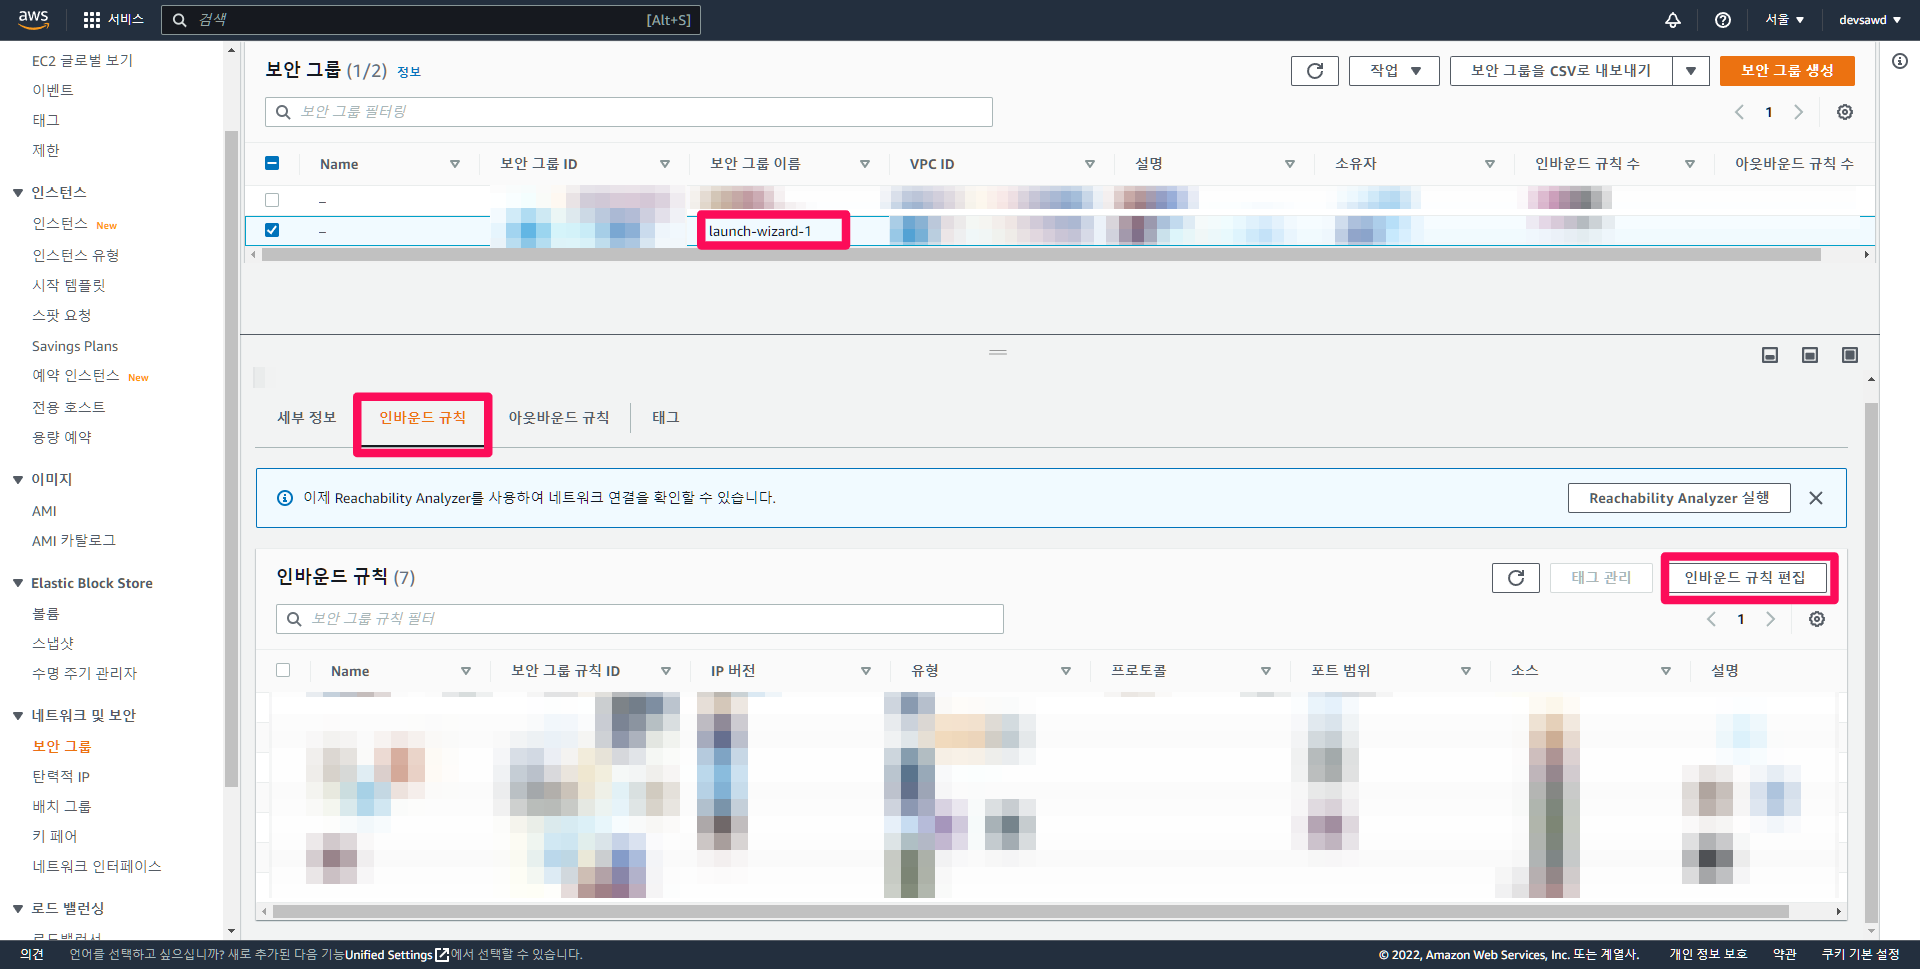 aws
서비스
검색
[Alt+S]
서울 ▼
devsawd ▼
EC2 글로벌 보기
이벤트
태그
제한
▼ 인스턴스
인스턴스 New
인스턴스 유형
시작 템플릿
스팟 요청
Savings Plans
예약 인스턴스 New
전용 호스트
용량 예약
▼ 이미지
AMI
AMI 카탈로그
▼ Elastic Block Store
볼륨
스냅샷
수명 주기 관리자
▼ 네트워크 및 보안
보안 그룹
탄력적 IP
배치 그룹
키 페어
네트워크 인터페이스
▼ 로드 밸런싱
로드밸런서
보안 그룹 (1/2) 정보
작업 ▼
보안 그룹을 CSV로 내보내기 ▼
보안 그룹 생성
보안 그룹 필터링
1
Name
보안 그룹 ID
보안 그룹 이름
VPC ID
설명
소유자
인바운드 규칙 수
아웃바운드 규칙 수
–
–
launch-wizard-1
세부 정보
인바운드 규칙
아웃바운드 규칙
태그
이제 Reachability Analyzer를 사용하여 네트워크 연결을 확인할 수 있습니다.
Reachability Analyzer 실행
인바운드 규칙 (7)
태그 관리
인바운드 규칙 편집
보안 그룹 규칙 필터
1
Name
보안 그룹 규칙 ID
IP 버전
유형
프로토콜
포트 범위
소스
설명
의견
언어를 선택하고 싶으십니까? 새로 추가된 다음 기능Unified Settings에서 선택할 수 있습니다.
© 2022, Amazon Web Services, Inc. 또는 계열사.
개인 정보 보호
약관
쿠키 기본 설정